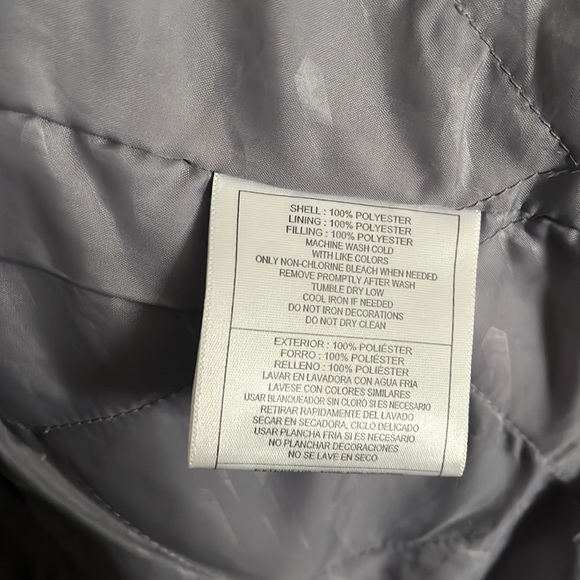 SHELL : 100% POLYESTER
LINING : 100% POLYESTER
FILLING : 100% POLYESTER
MACHINE WASH COLD
WITH LIKE COLORS
ONLY NON-CHLORINE BLEACH WHEN NEEDED
REMOVE PROMPTLY AFTER WASH
TUMBLE DRY LOW
COOL IRON IF NEEDED
DO NOT IRON DECORATIONS
DO NOT DRY CLEAN
EXTERIOR : 100% POLIÉSTER
FORRO : 100% POLIÉSTER
RELLENO : 100% POLIÉSTER
LAVAR EN LAVADORA CON AGUA FRIA
LAVESE CON COLORES SIMILARES
USAR BLANQUEADOR SIN CLORO SI ES NECESARIO
RETIRAR RAPIDAMENTE DEL LAVADO
SECAR EN SECADORA, CICLO DELICADO
USAR PLANCHA FRIA SI ES NECESARIO
NO PLANCHAR DECORACIONES
NO SE LAVE EN SECO